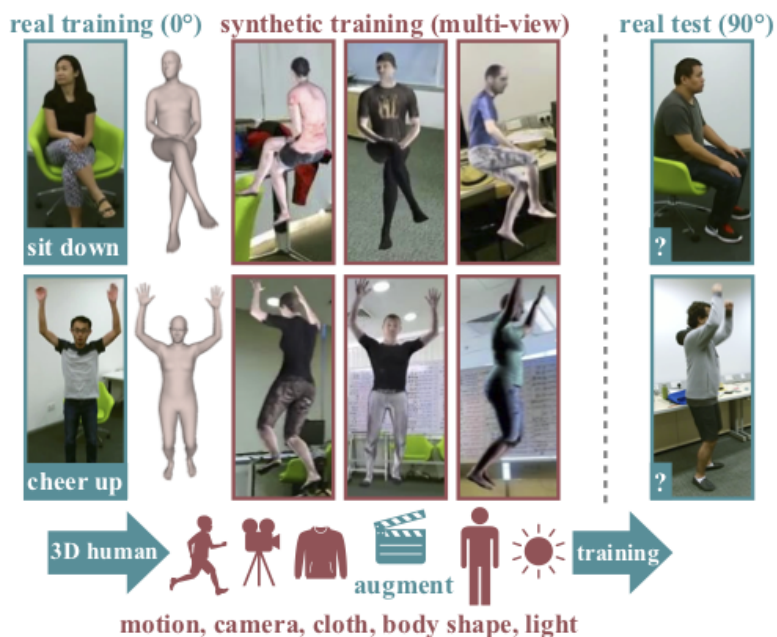 real training (0°)
synthetic training (multi-view)
real test (90°)
sit down
?
cheer up
?
3D human
augment
training
motion, camera, cloth, body shape, light